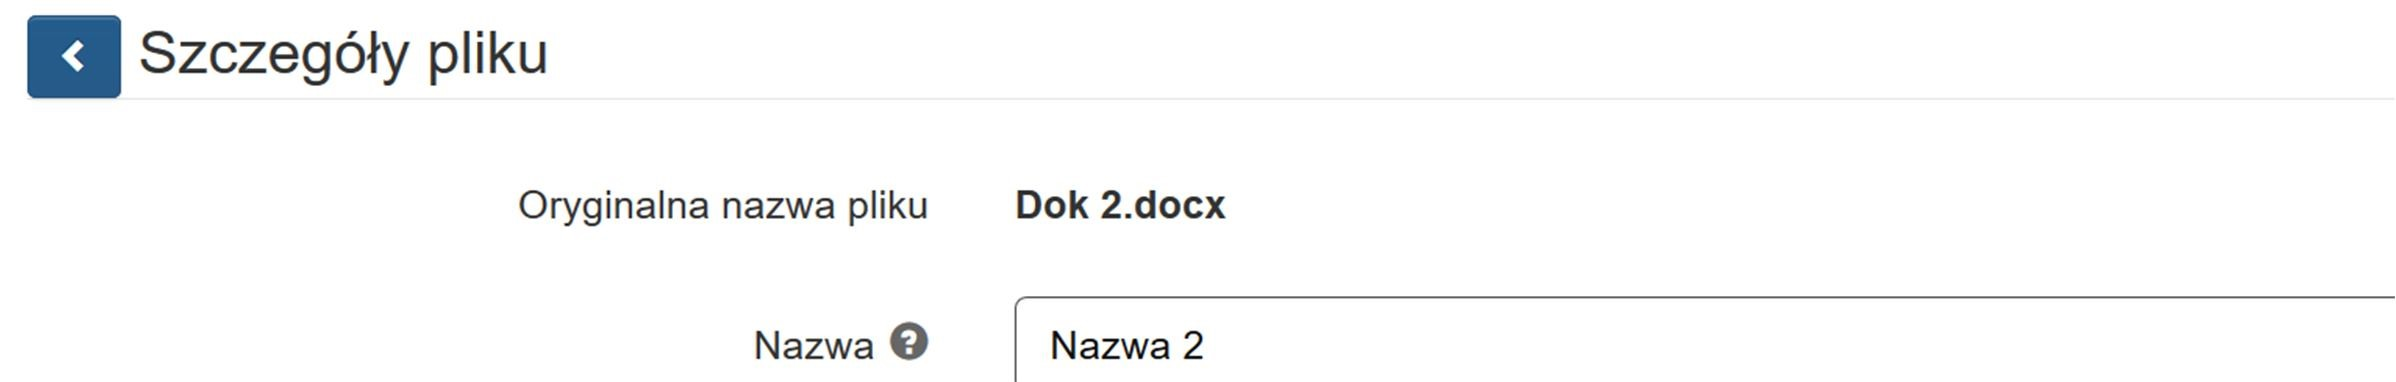 Szczegóły pliku
Oryginalna nazwa pliku Dok 2.docx
Nazwa ? Nazwa 2